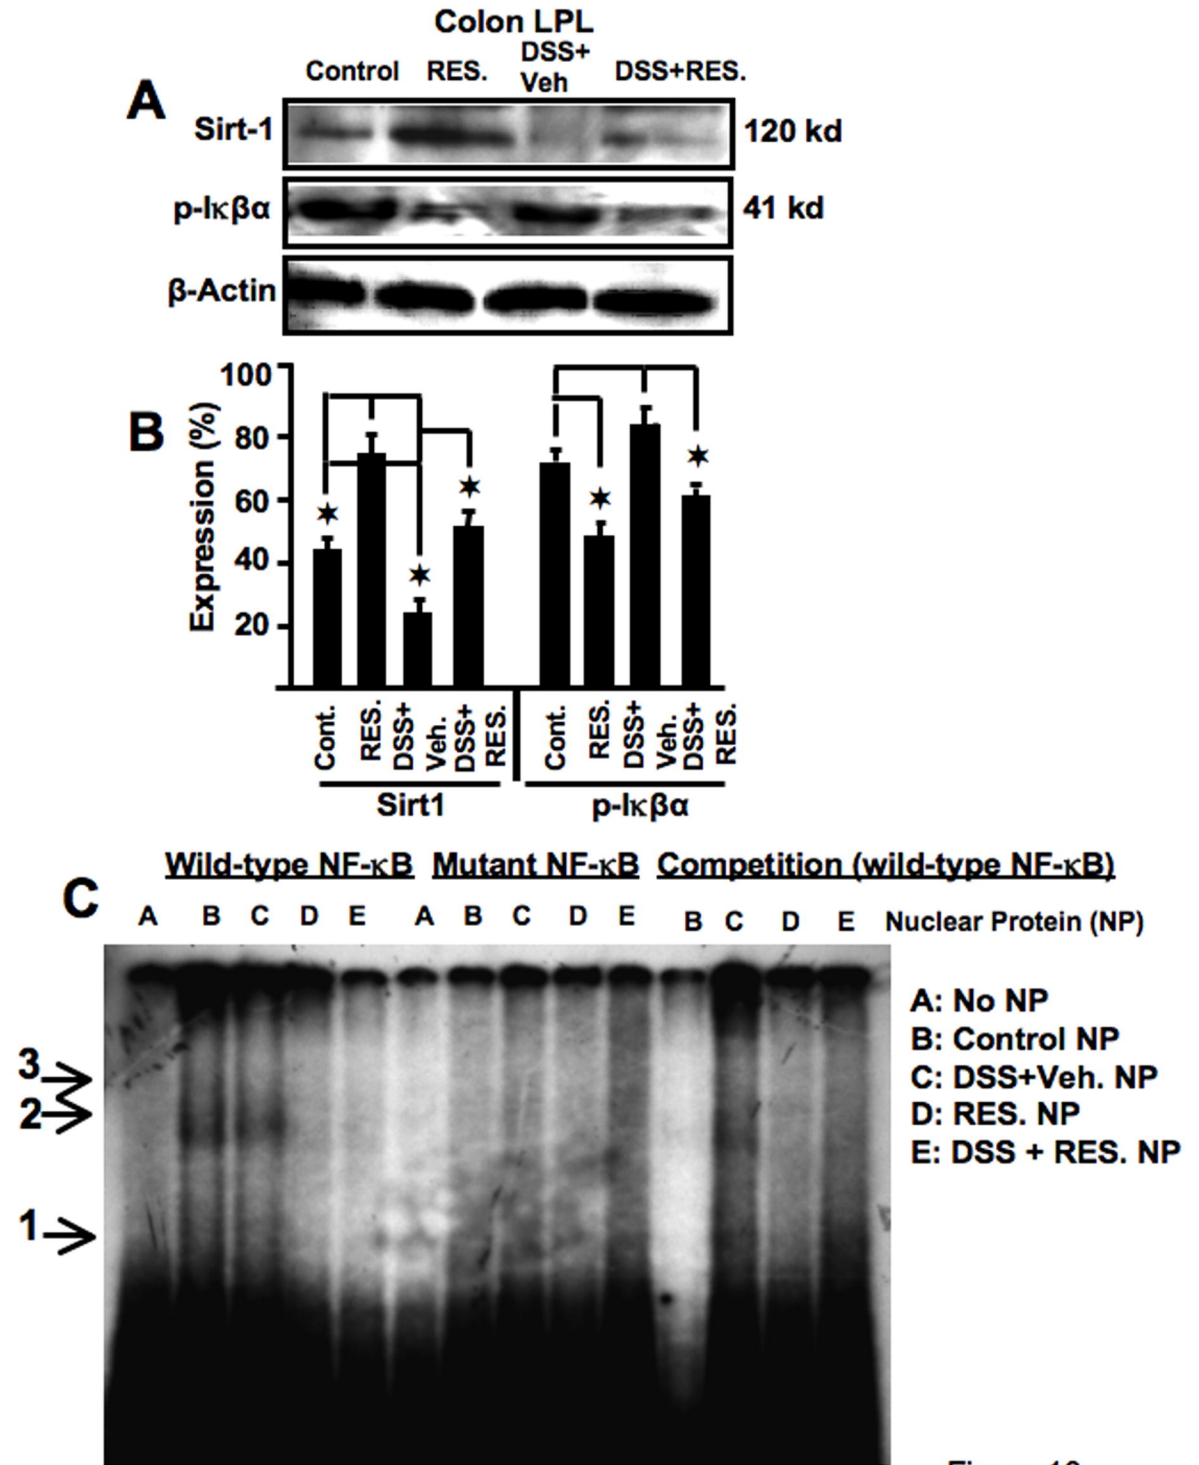 Colon LPL
Control RES. DSS+ Veh DSS+RES.
A
Sirt-1 120 kd
p-Iκβα 41 kd
β-Actin
B
Expression (%)
100
80
60
40
20
Cont. RES. DSS+ Veh. DSS+ RES. Cont. RES. DSS+ Veh. DSS+ RES.
Sirt1 p-Iκβα
Wild-type NF-κB Mutant NF-κB Competition (wild-type NF-κB)
C
A B C D E A B C D E B C D E Nuclear Protein (NP)
A: No NP
B: Control NP
C: DSS+Veh. NP
D: RES. NP
E: DSS + RES. NP
3
2
1